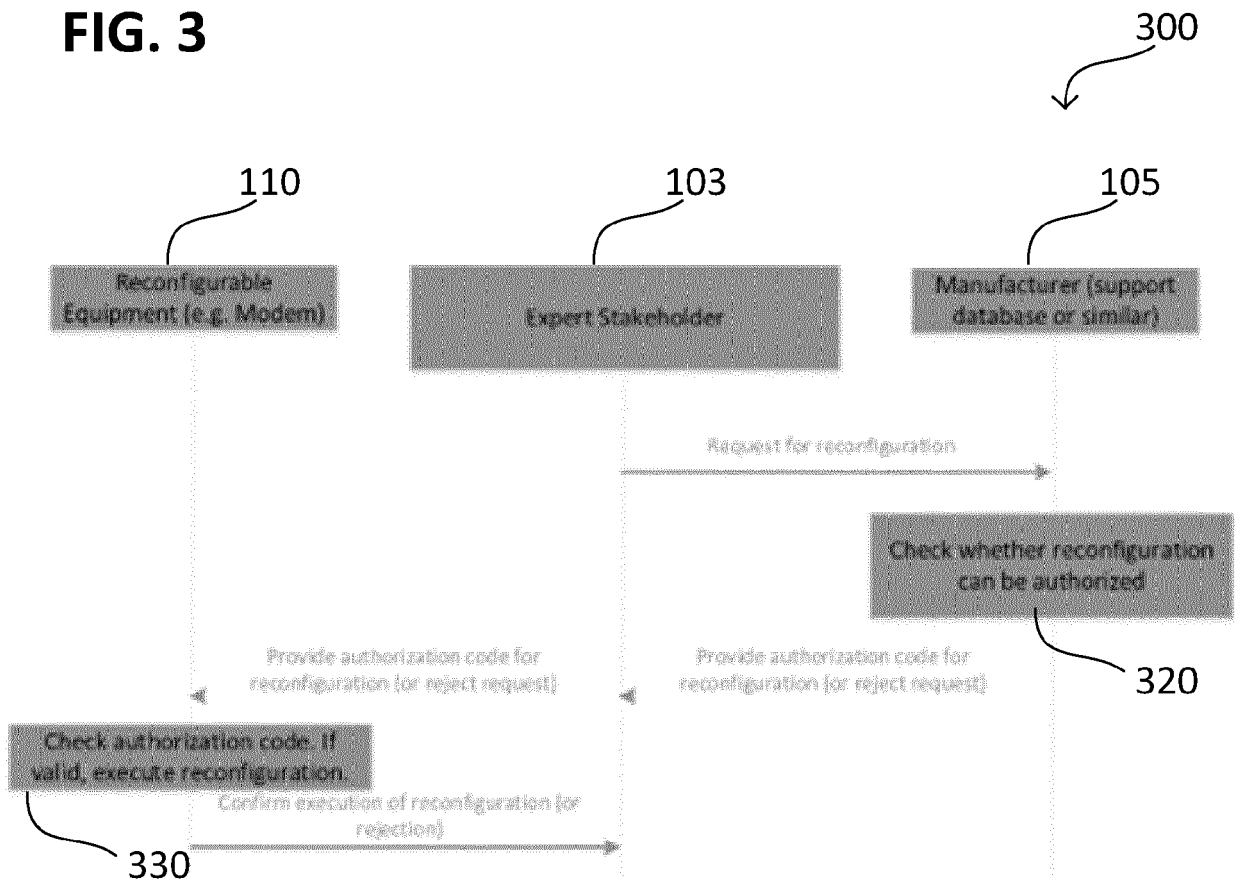 FIG. 3
300
110
103
105
Reconfigurable
Equipment (e.g. Modem)
Expert Stakeholder
Manufacturer (support
database or similar)
Request for reconfiguration
Check whether reconfiguration
can be authorized
320
Provide authorization code for
reconfiguration (or reject request)
Provide authorization code for
reconfiguration (or reject request)
Check authorization code. If
valid, execute reconfiguration.
330
Confirm execution of reconfiguration (or
rejection)